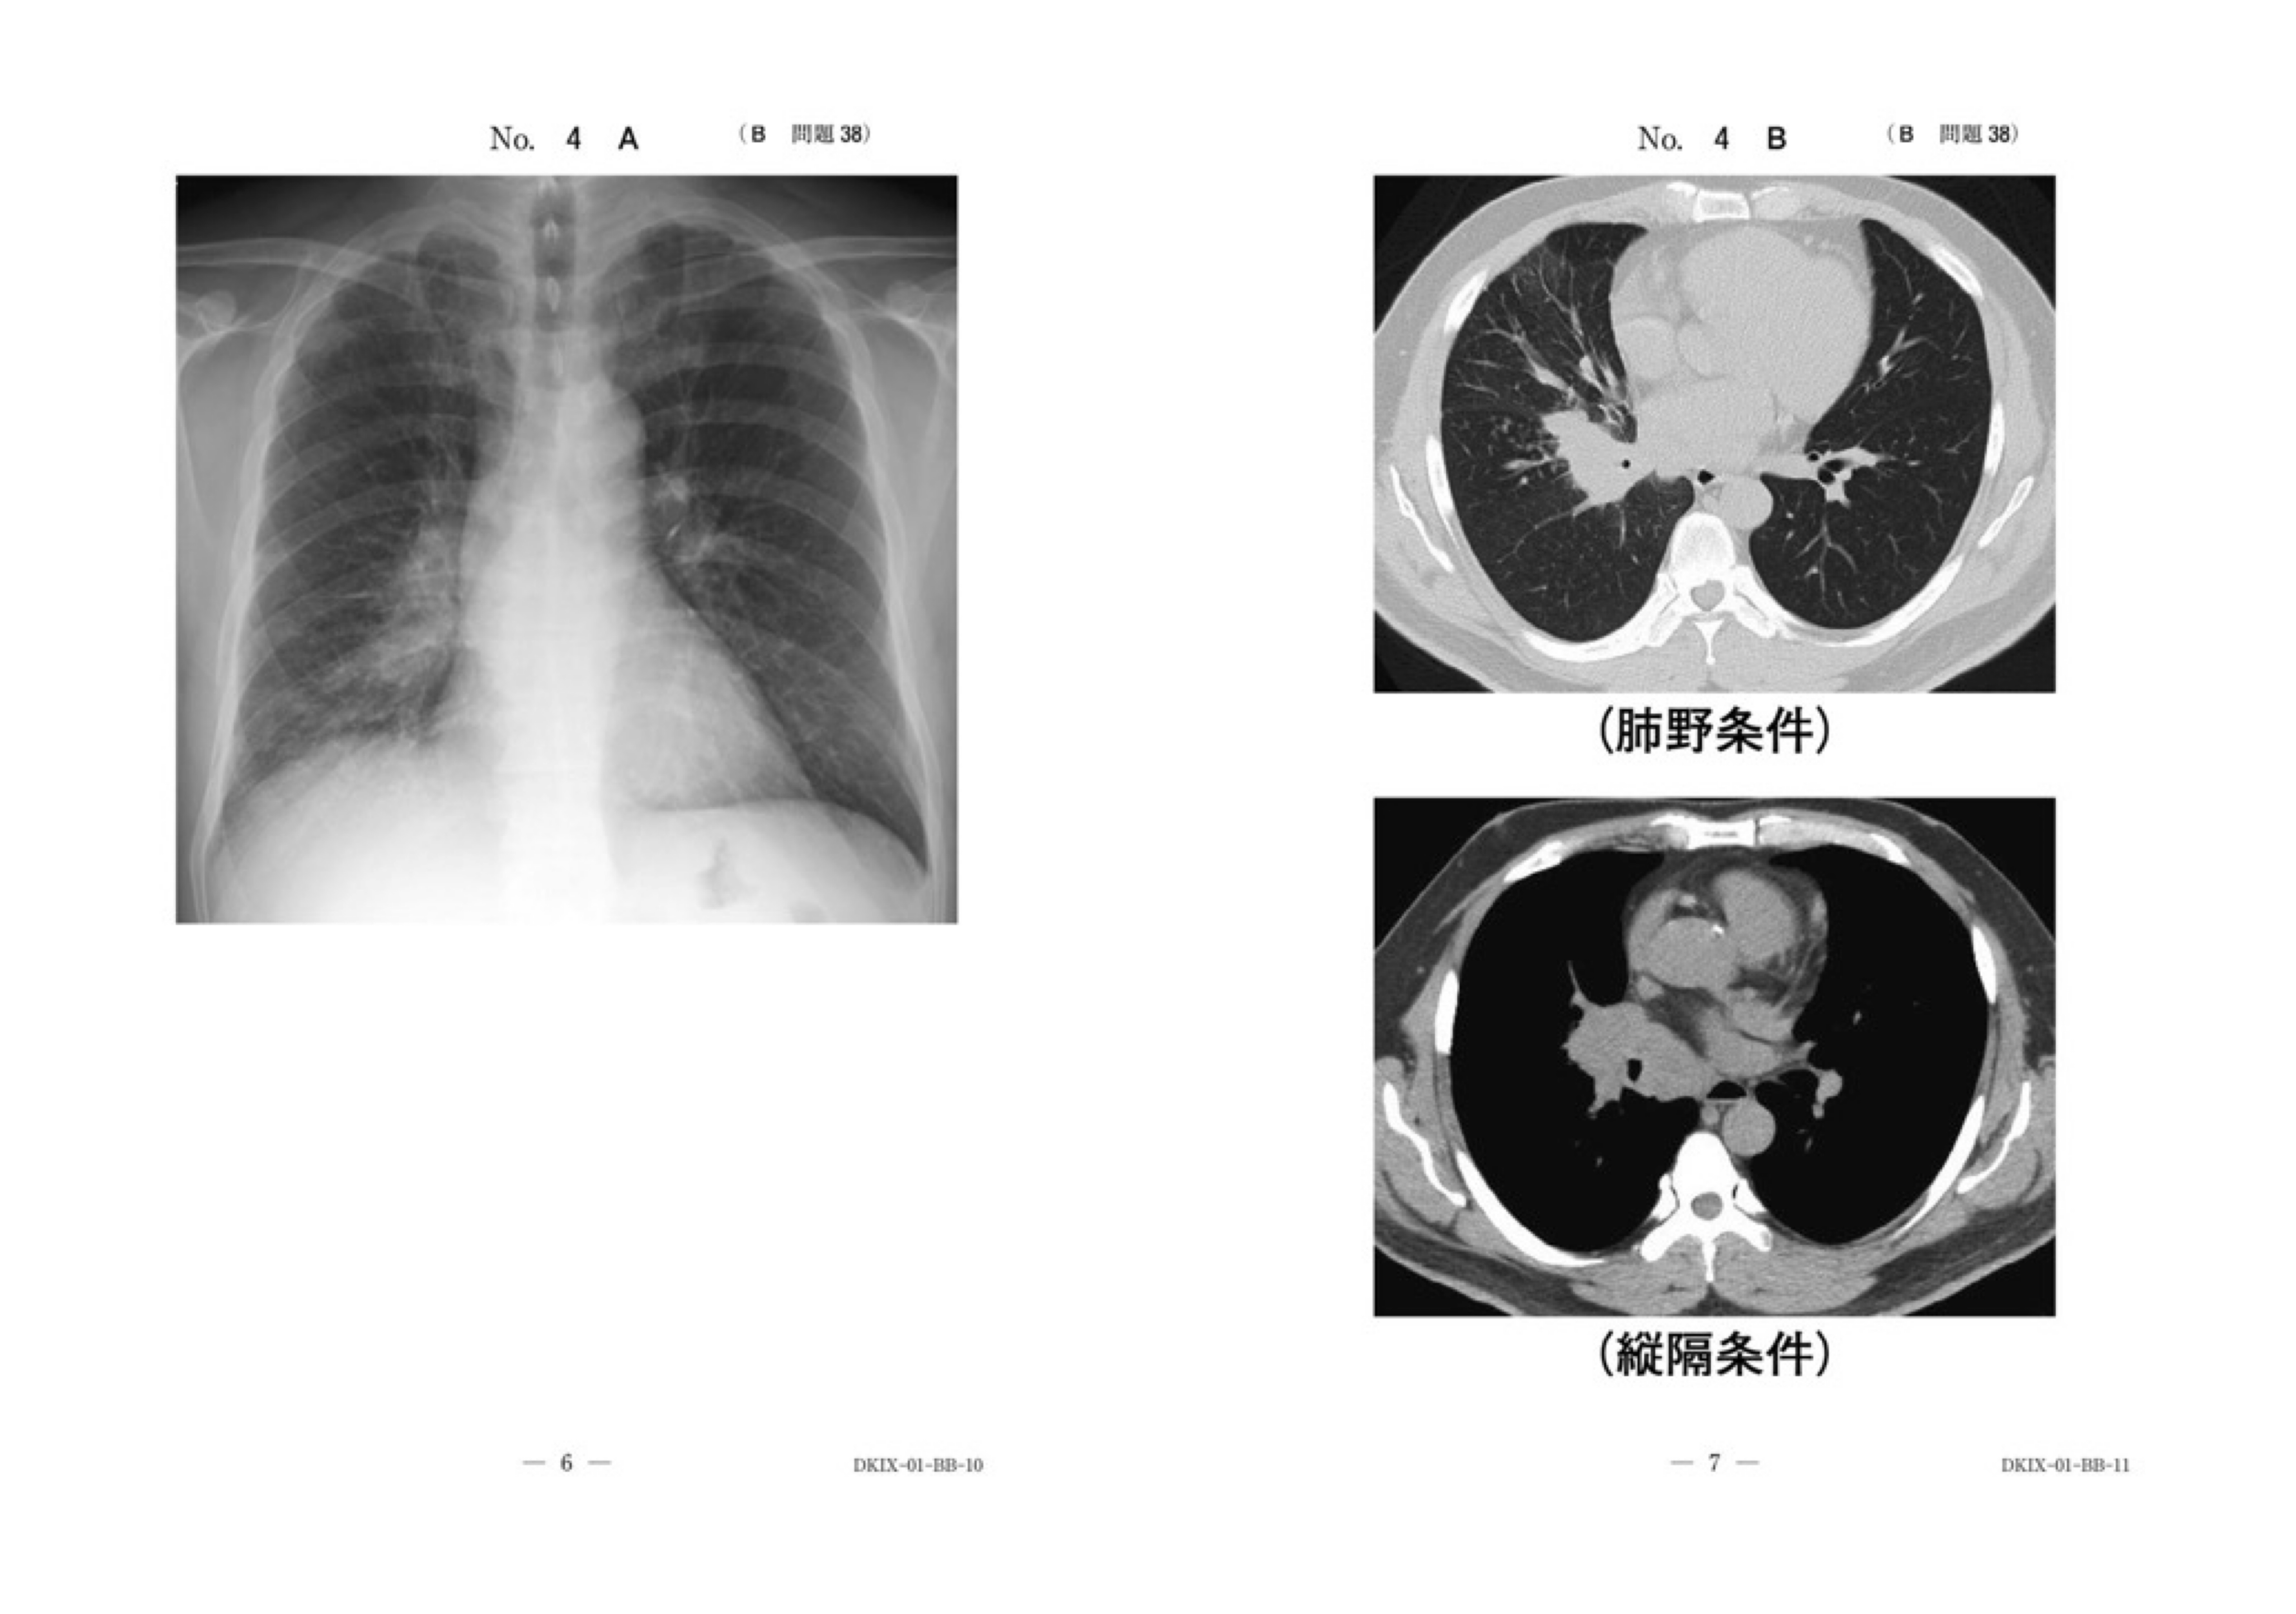 No. 4 A (B 問題 38)
— 6 — DKIX-01-BB-10
No. 4 B (B 問題 38)
(肺野条件)
(縦隔条件)
— 7 — DKIX-01-BB-11